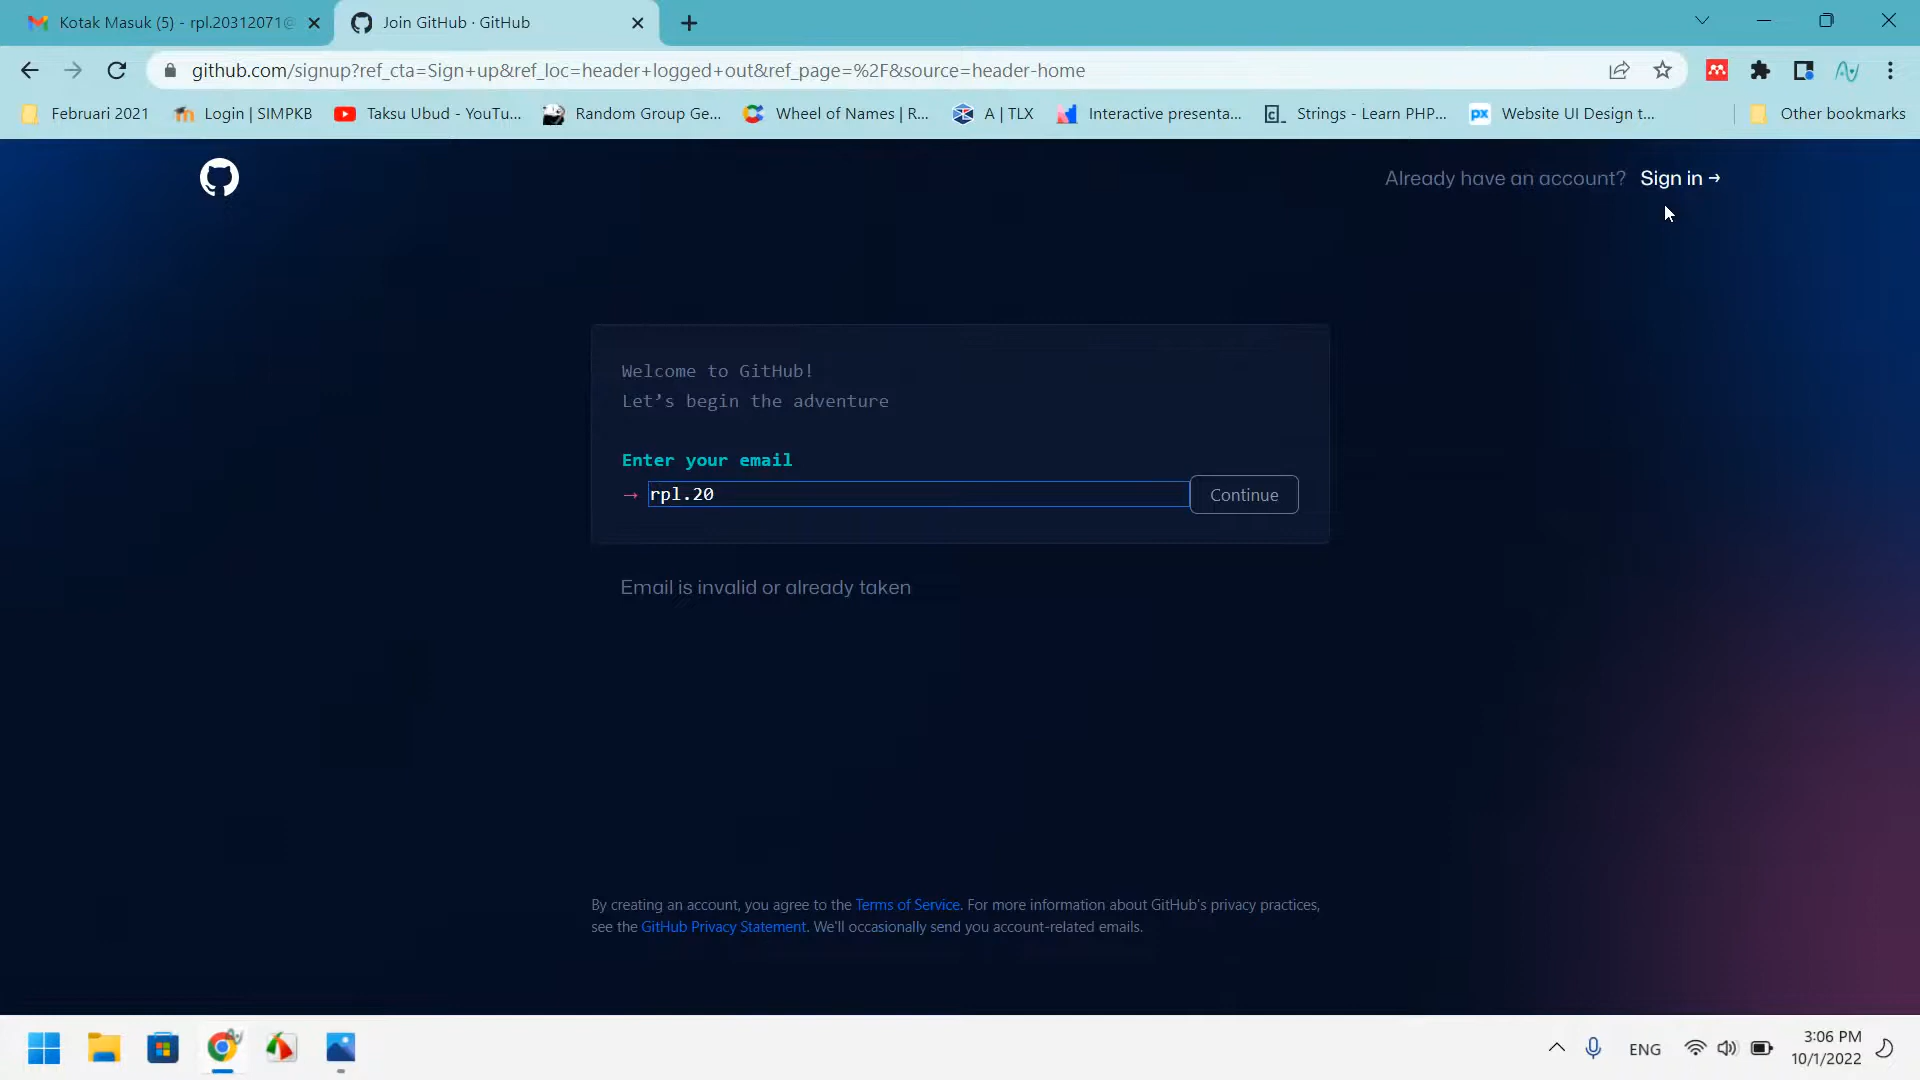 Kotak Masuk (5) - rpl.20312071@
Join GitHub · GitHub
github.com/signup?ref_cta=Sign+up&ref_loc=header+logged+out&ref_page=%2F&source=header-home
Februari 2021
Login | SIMPKB
Taksu Ubud - YouTu...
Random Group Ge...
Wheel of Names | R...
A | TLX
Interactive presenta...
Strings - Learn PHP...
px
Website UI Design t...
Other bookmarks
Already have an account? Sign in →
Welcome to GitHub!
Let’s begin the adventure
Enter your email
→ rpl.20
Continue
Email is invalid or already taken
By creating an account, you agree to the Terms of Service. For more information about GitHub's privacy practices,
see the GitHub Privacy Statement. We'll occasionally send you account-related emails.
ENG
3:06 PM
10/1/2022